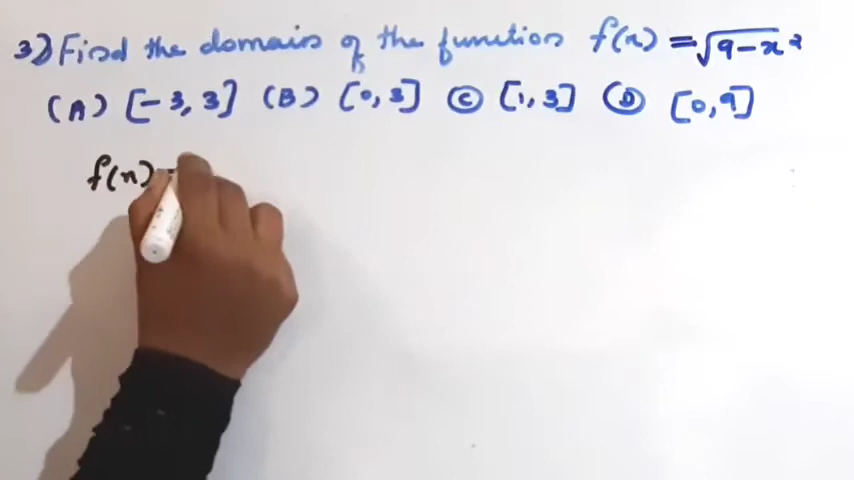 3) Find the domain of the function f(x) = √9-x²
(A) [-3, 3] (B) [0, 3] (C) [1, 3] (D) [0, 9]
f(x) =